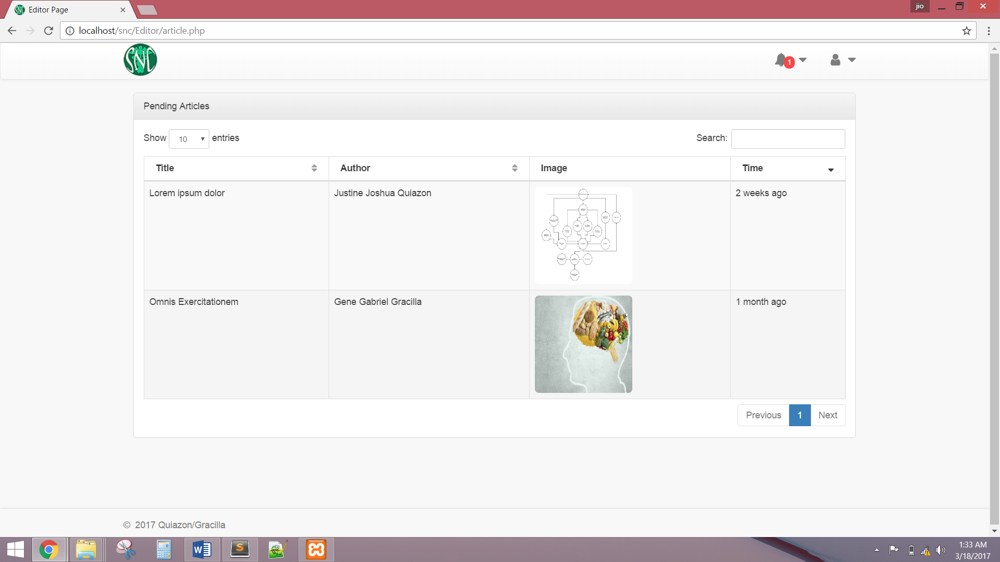 Editor Page
jio
localhost/snc/Editor/article.php
SNC
1
Pending Articles
Show 10 entries
Search:
Title Author Image Time
Lorem ipsum dolor Justine Joshua Quiazon 2 weeks ago
Omnis Exercitationem Gene Gabriel Gracilla 1 month ago
Previous 1 Next
© 2017 Quiazon/Gracilla
1:33 AM
3/18/2017